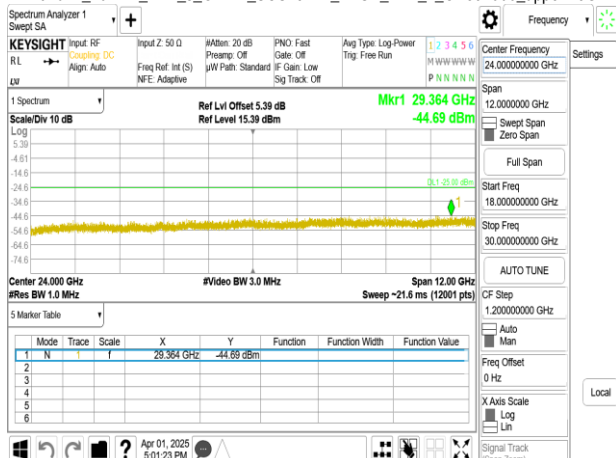 Spectrum Analyzer 1
Swept SA
+
Frequency
KEYSIGHT
RL
LXI
Input: RF
Coupling: DC
Align: Auto
Input Z: 50 Ω
Freq Ref: Int (S)
NFE: Adaptive
#Atten: 20 dB
Preamp: Off
µW Path: Standard
PNO: Fast
Gate: Off
IF Gain: Low
Sig Track: Off
Avg Type: Log-Power
Trig: Free Run
1 2 3 4 5 6
M W W W W W
P N N N N N
1 Spectrum
Scale/Div 10 dB
Log
Ref Lvl Offset 5.39 dB
Ref Level 15.39 dBm
Mkr1 29.364 GHz
-44.69 dBm
5.39
-4.61
-14.6
-24.6
-34.6
-44.6
-54.6
-64.6
-74.6
DL1 -25.00 dBm
1
Center 24.000 GHz
#Res BW 1.0 MHz
#Video BW 3.0 MHz
Span 12.00 GHz
Sweep ~21.6 ms (12001 pts)
5 Marker Table
Mode Trace Scale X Y Function Function Width Function Value
1 N 1 f 29.364 GHz -44.69 dBm
2
3
4
5
6
?
Apr 01, 2025
5:01:23 PM
Center Frequency
24.000000000 GHz
Span
12.0000000 GHz
Swept Span
Zero Span
Full Span
Start Freq
18.000000000 GHz
Stop Freq
30.000000000 GHz
AUTO TUNE
CF Step
1.200000000 GHz
Auto
Man
Freq Offset
0 Hz
X Axis Scale
Log
Lin
Signal Track
Settings
Local